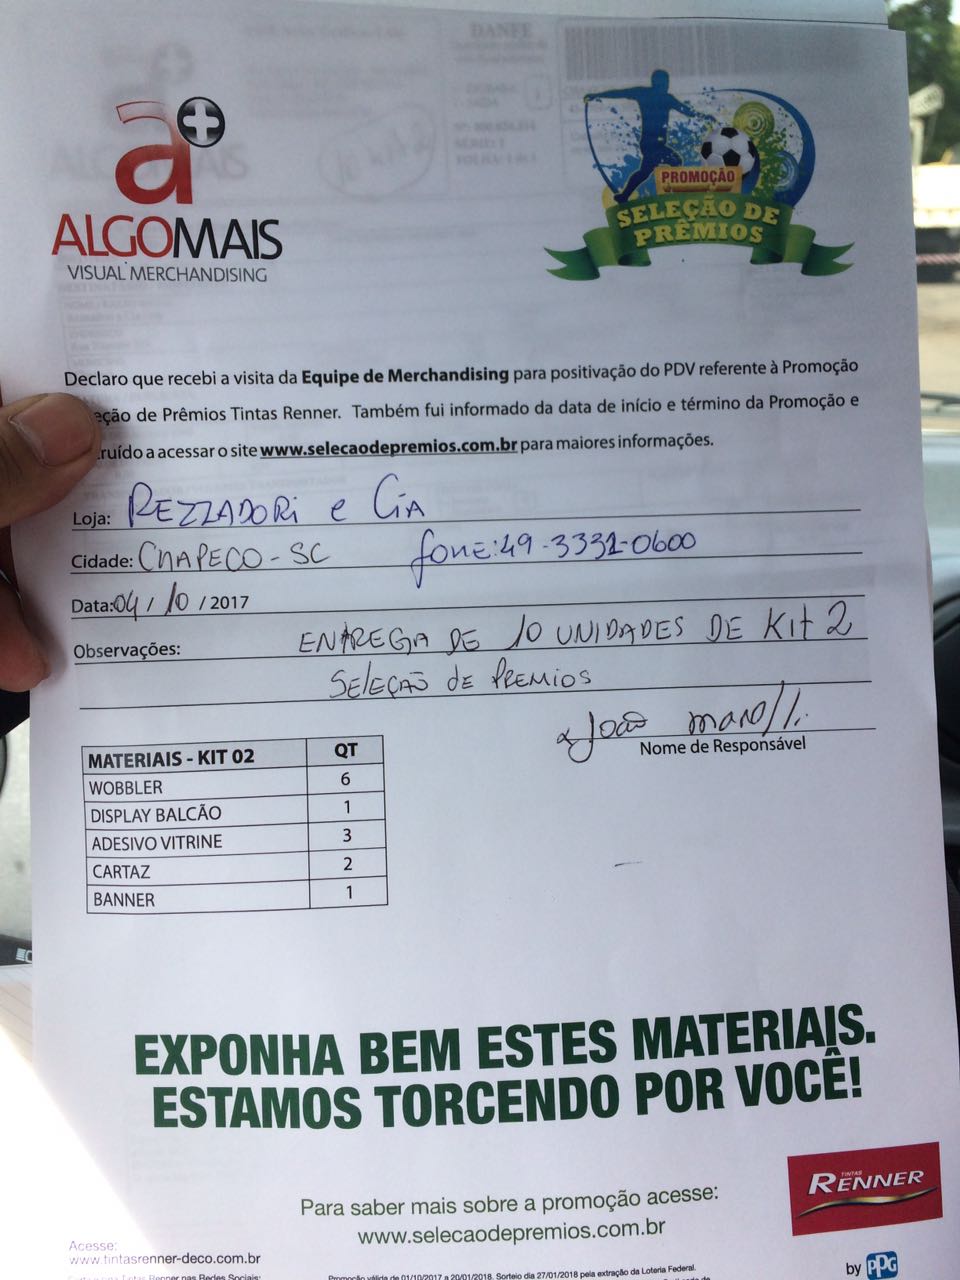 a+
ALGOMAIS
VISUAL MERCHANDISING
DANFE
PROMOÇÃO
SELEÇÃO DE
PRÊMIOS
Declaro que recebi a visita da Equipe de Merchandising para positivação do PDV referente à Promoção
eção de Prêmios Tintas Renner. Também fui informado da data de início e término da Promoção e
ruído a acessar o site www.selecaodepremios.com.br para maiores informações.
Loja: REZZADORI e CIA
Cidade: CHAPECO - SC fone: 49-3331-0600
Data: 04 / 10 / 2017
Observações: ENTREGA DE 10 UNIDADES DE KIT 2
SELEÇÃO DE PREMIOS
João
Nome de Responsável
MATERIAIS - KIT 02 QT
WOBBLER 6
DISPLAY BALCÃO 1
ADESIVO VITRINE 3
CARTAZ 2
BANNER 1
EXPONHA BEM ESTES MATERIAIS.
ESTAMOS TORCENDO POR VOCÊ!
TINTAS
RENNER
Para saber mais sobre a promoção acesse:
www.selecaodepremios.com.br
Acesse:
www.tintasrenner-deco.com.br
by PPG
Tintas Renner nas Redes Sociais:
Promoção válida de 01/10/2017 a 20/01/2018. Sorteio dia 27/01/2018 pela extração da Loteria Federal.